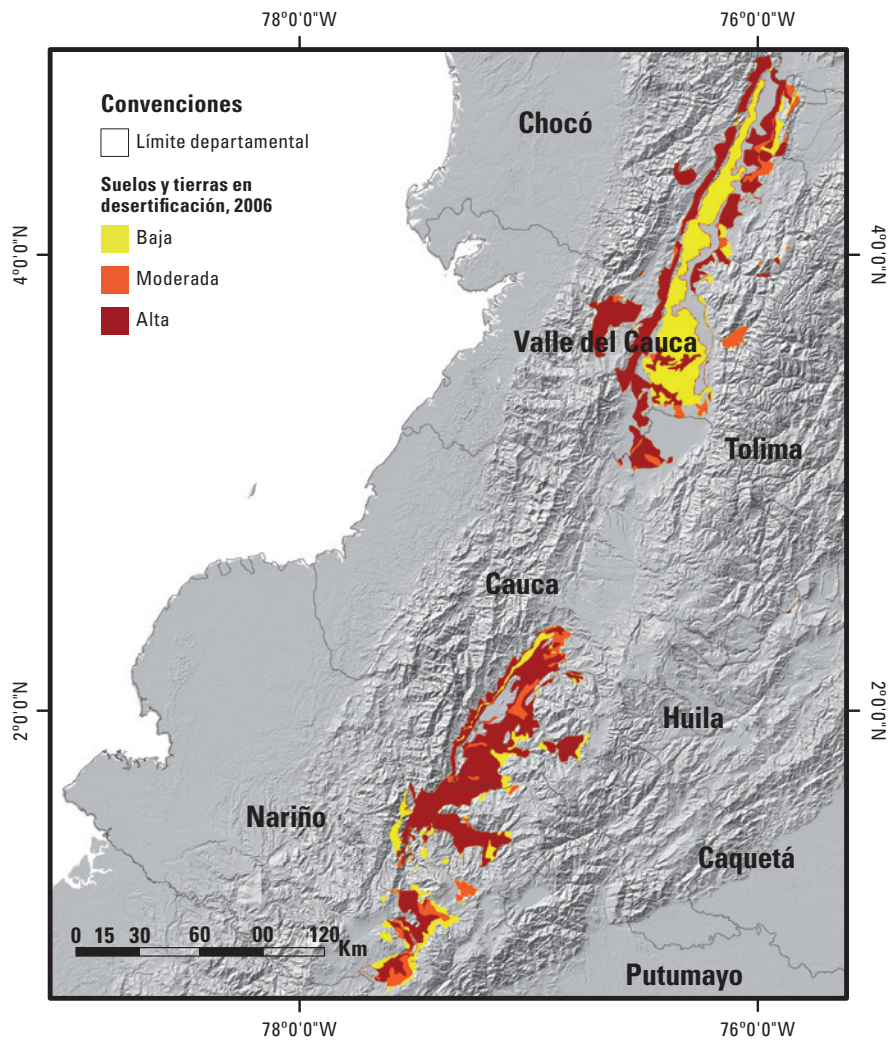 78°0'0"W 76°0'0"W
Convenciones
Límite departamental
Suelos y tierras en
desertificación, 2006
Baja
Moderada
Alta
Chocó
4°0'0"N 4°0'0"N
Valle del Cauca
Tolima
Cauca
2°0'0"N 2°0'0"N
Huila
Nariño
Caquetá
0 15 30 60 00 120
Km
Putumayo
78°0'0"W 76°0'0"W